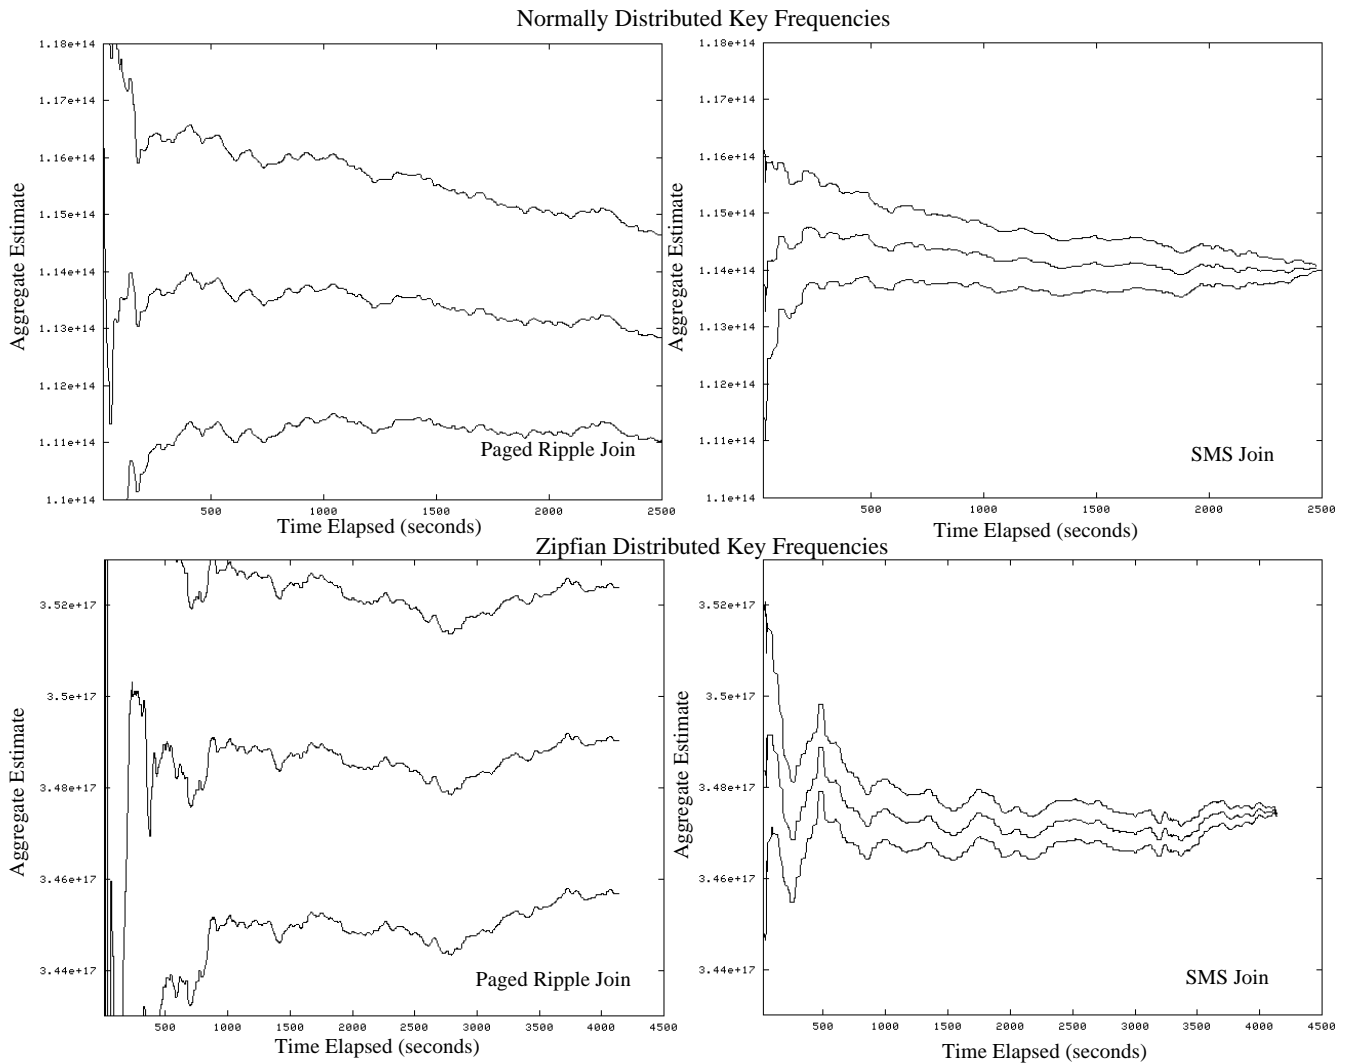 Normally Distributed Key Frequencies
1.18e+14
1.17e+14
1.16e+14
1.15e+14
1.14e+14
1.13e+14
1.12e+14
1.11e+14
1.1e+14
Aggregate Estimate
Paged Ripple Join
500
1000
1500
2000
2500
Time Elapsed (seconds)
1.18e+14
1.17e+14
1.16e+14
1.15e+14
1.14e+14
1.13e+14
1.12e+14
1.11e+14
1.1e+14
Aggregate Estimate
SMS Join
500
1000
1500
2000
2500
Time Elapsed (seconds)
Zipfian Distributed Key Frequencies
3.52e+17
3.5e+17
3.48e+17
3.46e+17
3.44e+17
Aggregate Estimate
Paged Ripple Join
500
1000
1500
2000
2500
3000
3500
4000
4500
Time Elapsed (seconds)
3.52e+17
3.5e+17
3.48e+17
3.46e+17
3.44e+17
Aggregate Estimate
SMS Join
500
1000
1500
2000
2500
3000
3500
4000
4500
Time Elapsed (seconds)